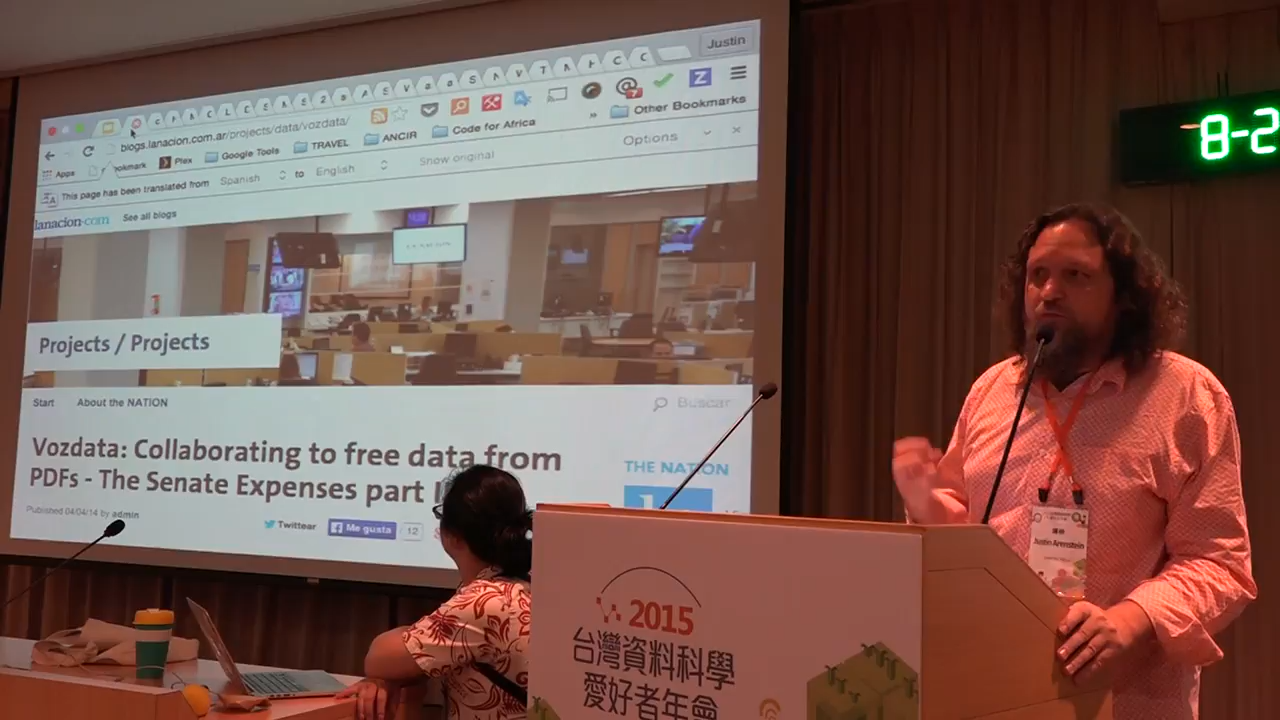 Justin
blogs.lanacion.com.ar/projects/data/vozdata/
Apps
Plex
Google Tools
TRAVEL
ANCIR
Code for Africa
»
Other Bookmarks
This page has been translated from
Spanish
to
English
Show original
Options
lanacion.com
See all blogs
Projects / Projects
Start
About the NATION
Buscar
Vozdata: Collaborating to free data from
PDFs - The Senate Expenses part
THE NATION
Published 04/04/14 by admin
Twittear
Me gusta
12
8-2
Justin Arenstein
2015
台灣資料科學
愛好者年會